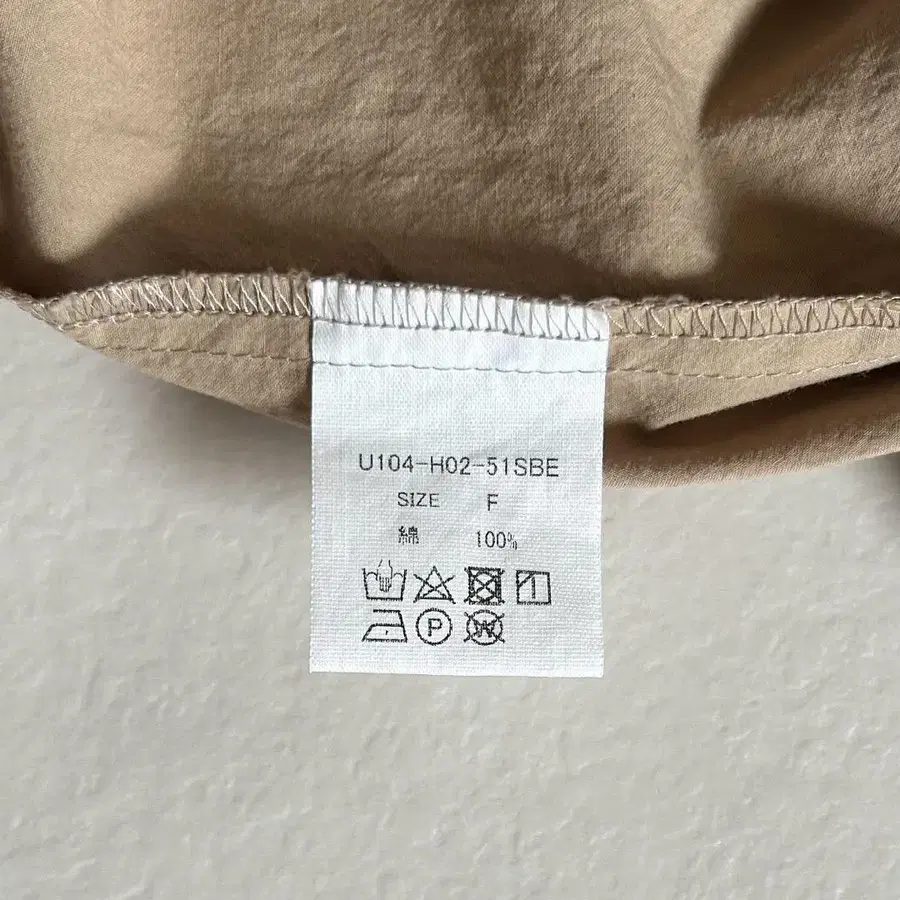 U104-H02-51SBE
SIZE F
綿 100%
P
W